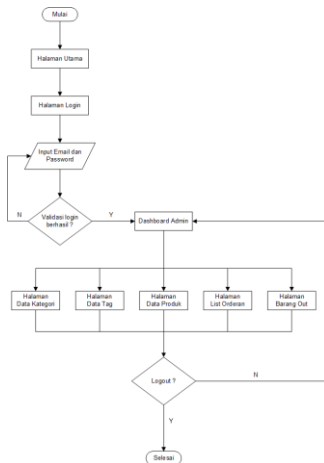 Mulai
Halaman Utama
Halaman Login
Input Email dan
Password
Validasi login
berhasil ?
N
Y
Dashboard Admin
Halaman
Data Kategori
Halaman
Data Tag
Halaman
Data Produk
Halaman
List Orderan
Halaman
Barang Out
Logout ?
N
Y
Selesai